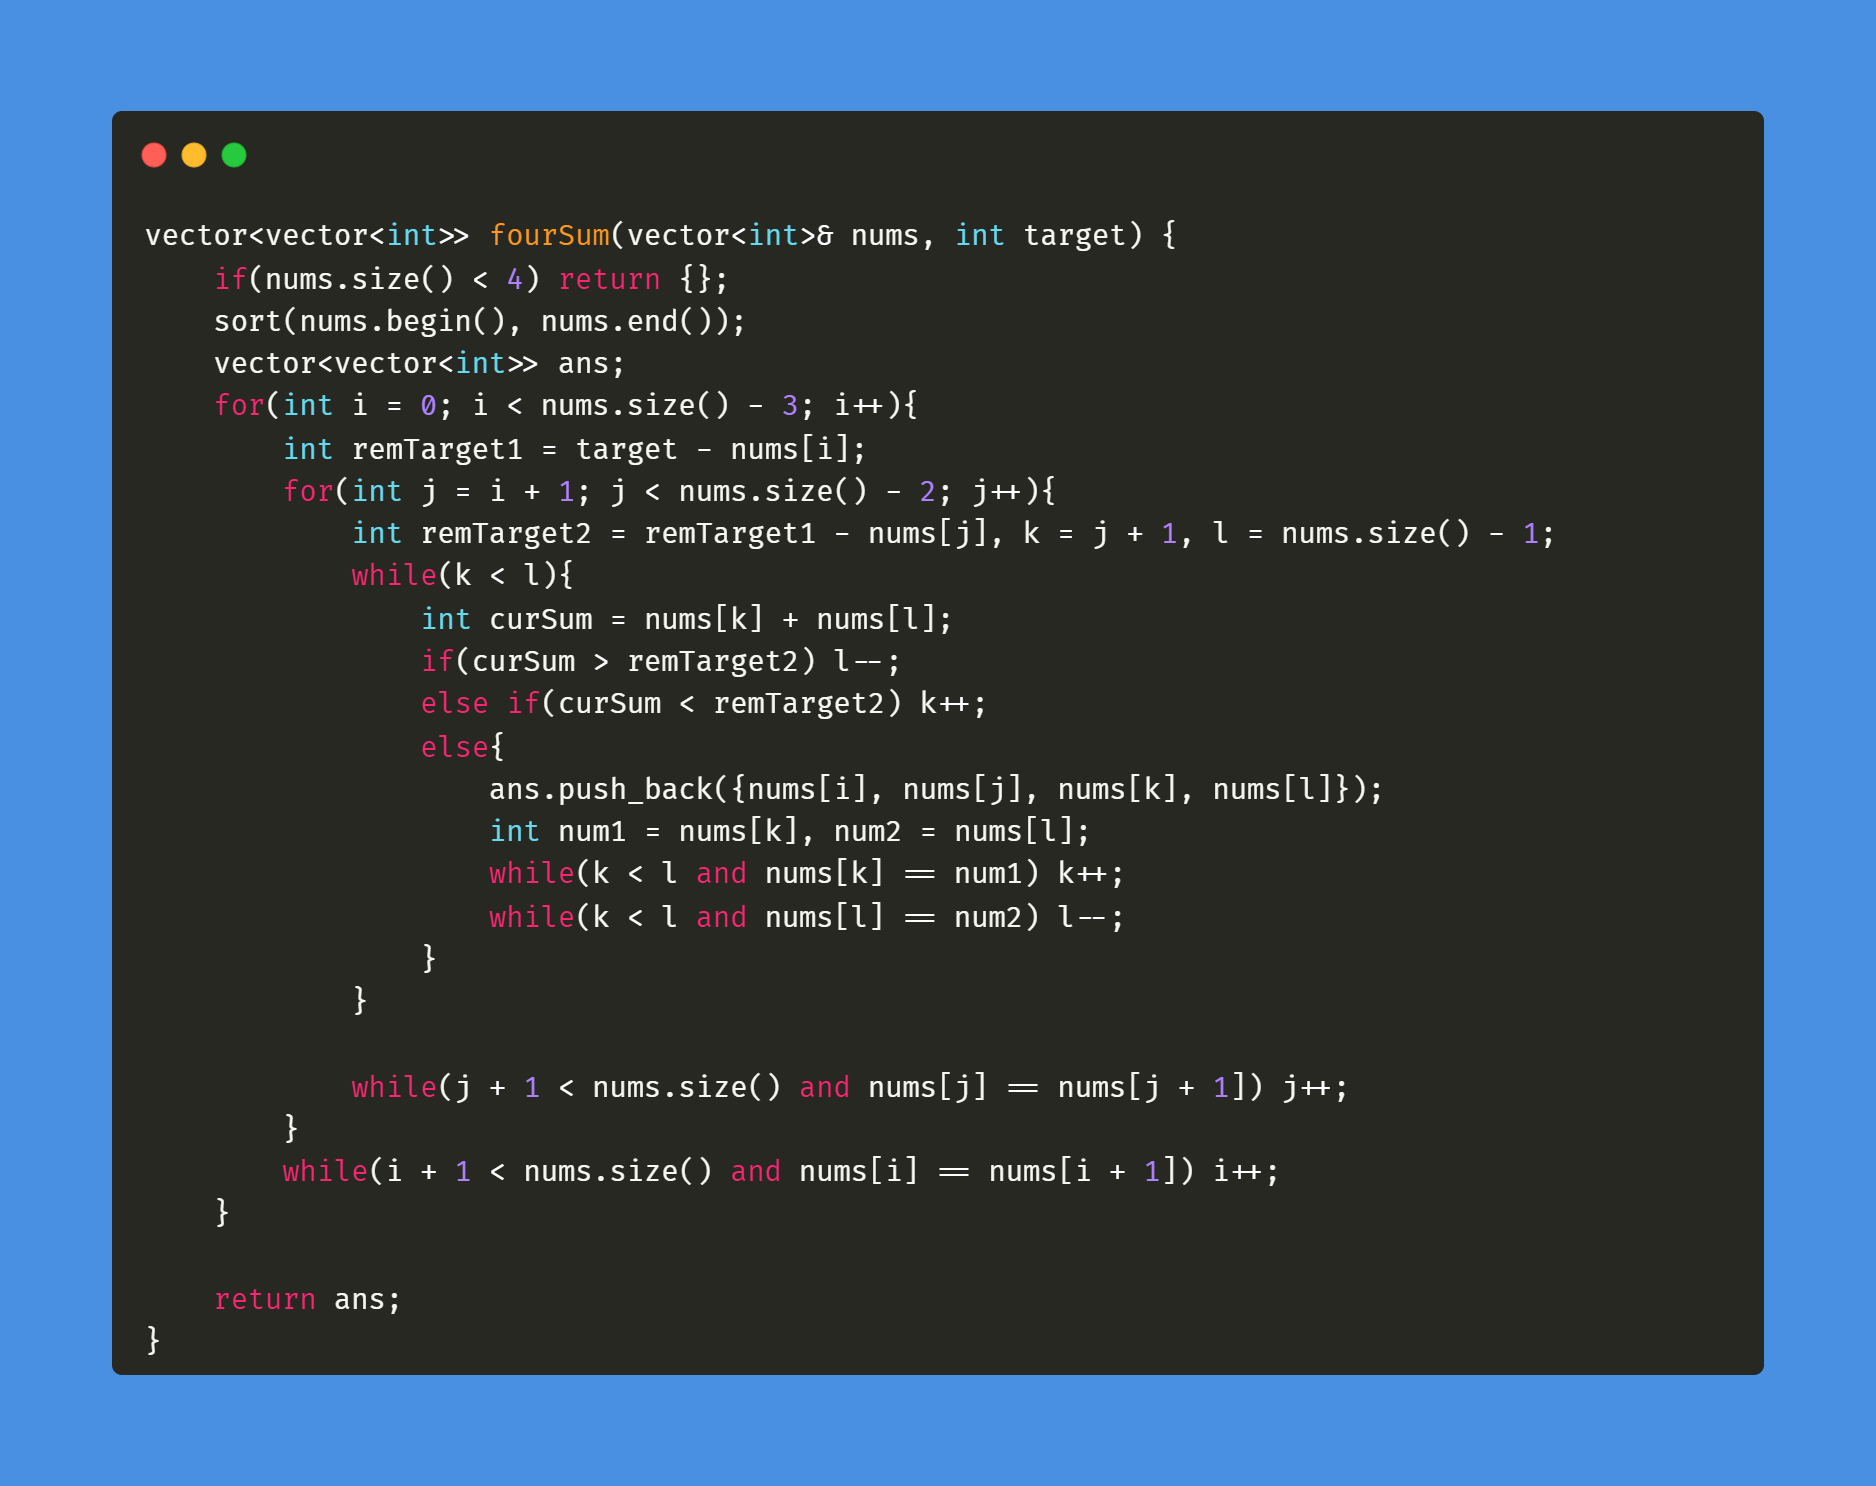 vector<vector<int>> fourSum(vector<int>& nums, int target) {
    if(nums.size() < 4) return {};
    sort(nums.begin(), nums.end());
    vector<vector<int>> ans;
    for(int i = 0; i < nums.size() - 3; i++){
        int remTarget1 = target - nums[i];
        for(int j = i + 1; j < nums.size() - 2; j++){
            int remTarget2 = remTarget1 - nums[j], k = j + 1, l = nums.size() - 1;
            while(k < l){
                int curSum = nums[k] + nums[l];
                if(curSum > remTarget2) l--;
                else if(curSum < remTarget2) k++;
                else{
                    ans.push_back({nums[i], nums[j], nums[k], nums[l]});
                    int num1 = nums[k], num2 = nums[l];
                    while(k < l and nums[k] == num1) k++;
                    while(k < l and nums[l] == num2) l--;
                }
            }

            while(j + 1 < nums.size() and nums[j] == nums[j + 1]) j++;
        }
        while(i + 1 < nums.size() and nums[i] == nums[i + 1]) i++;
    }

    return ans;
}